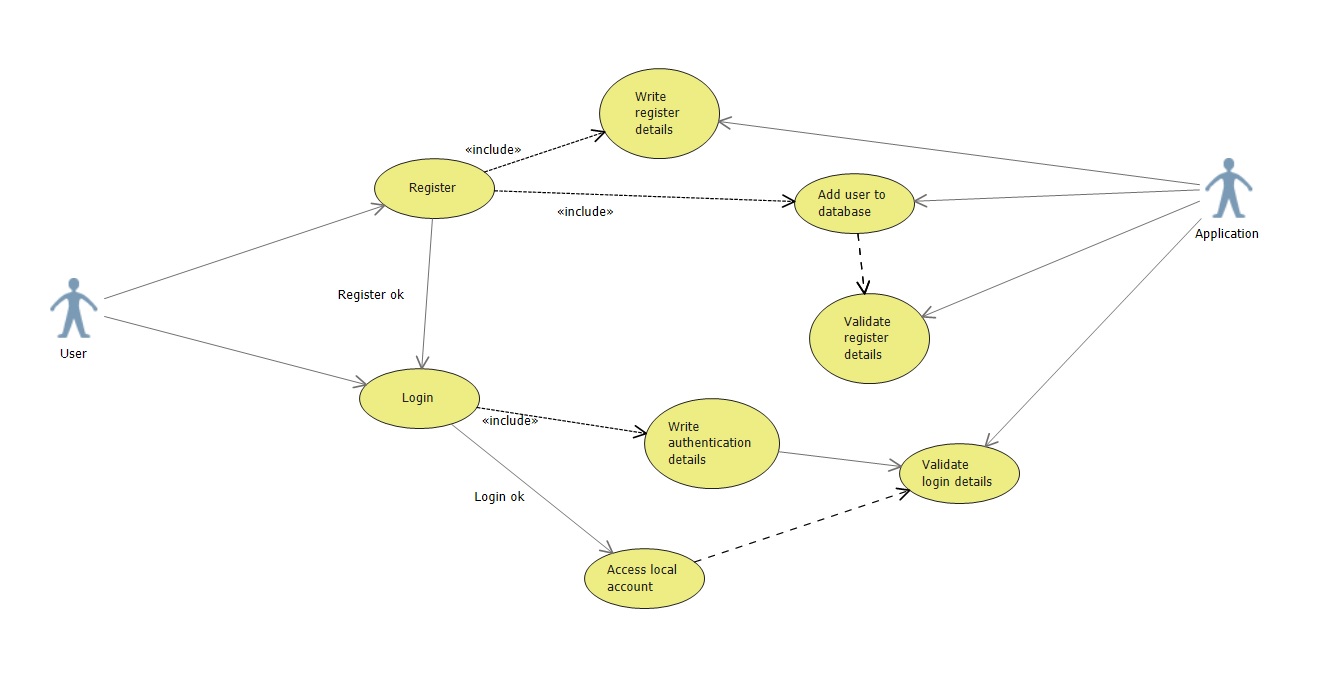 Write
register
details
«include»
Register
«include»
Add user to
database
Application
Register ok
Validate
register
details
User
Login
«include»
Write
authentication
details
Validate
login details
Login ok
Access local
account